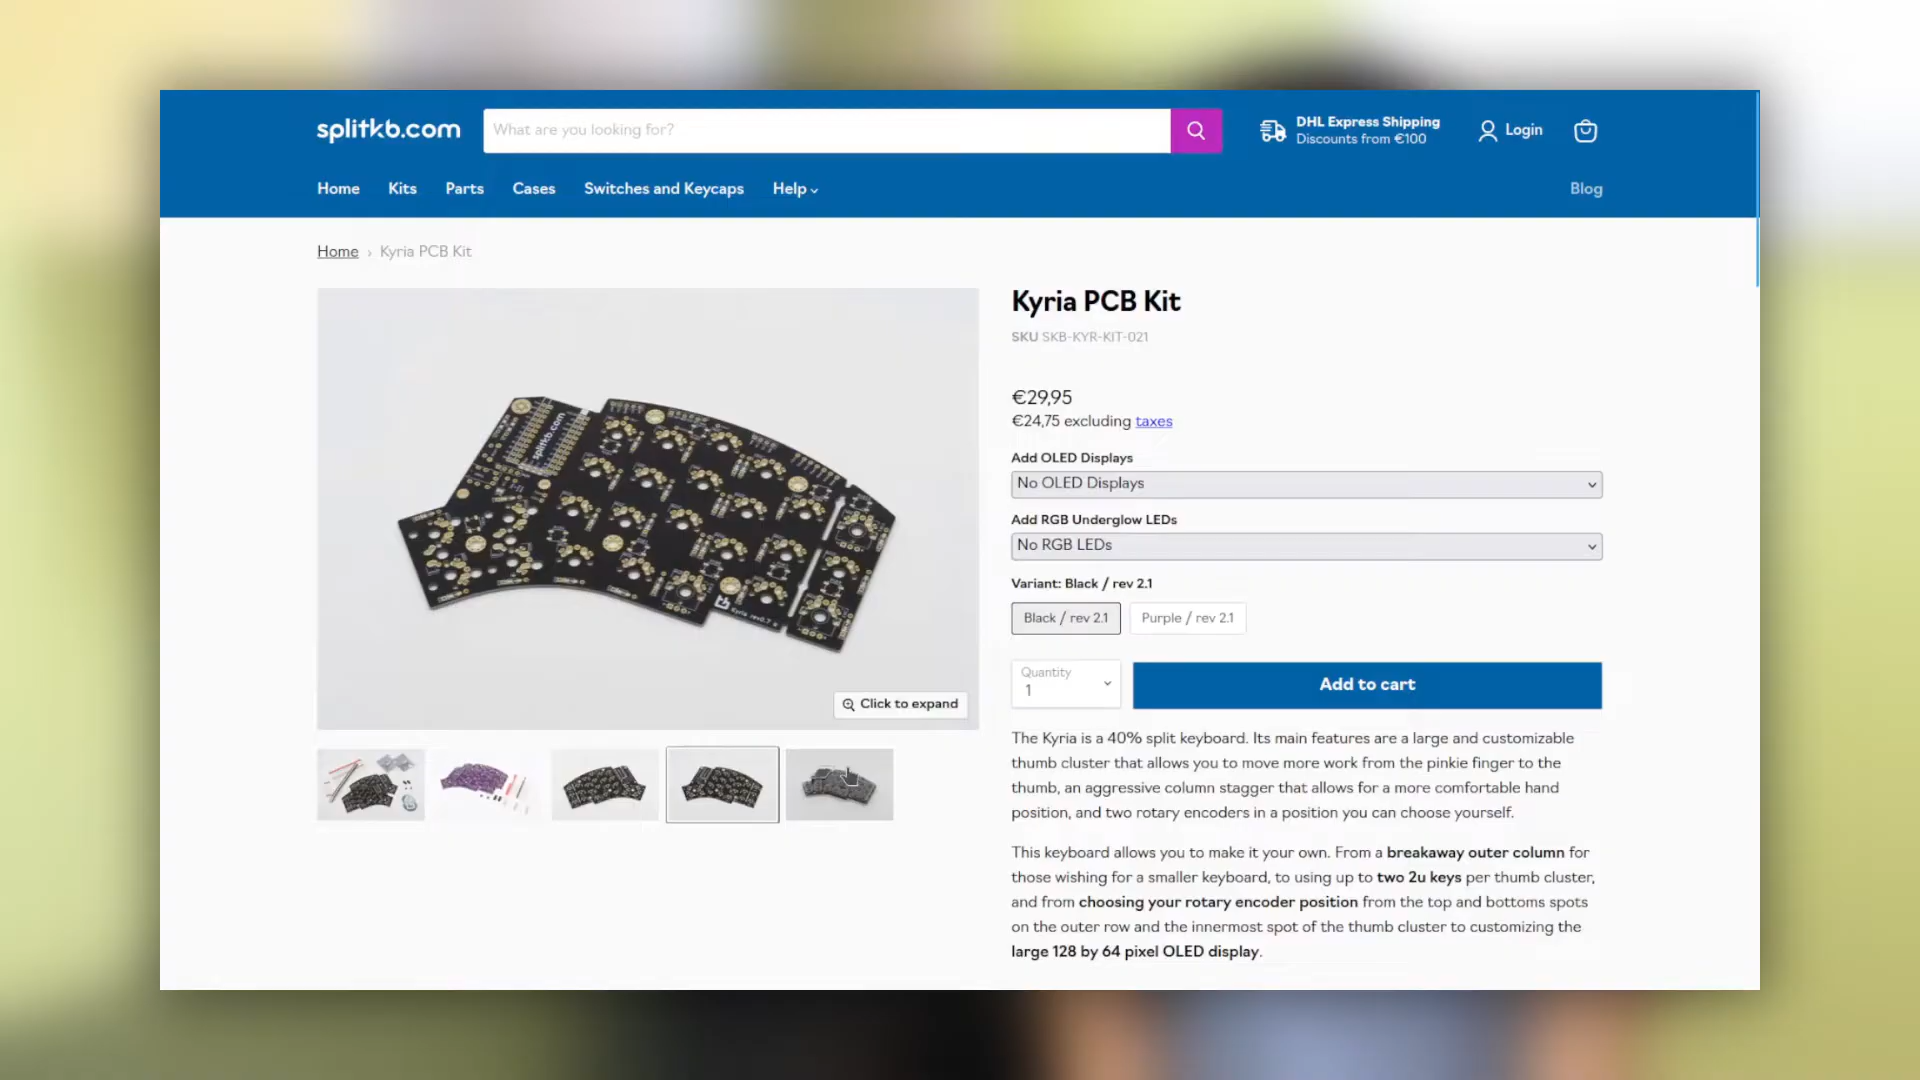 splitkb.com
What are you looking for?
DHL Express Shipping
Discounts from €100
Login
Home Kits Parts Cases Switches and Keycaps Help
Blog
Home › Kyria PCB Kit
splitkb.com
Kyria rev0.7
Click to expand
Kyria PCB Kit
SKU SKB-KYR-KIT-021
€29,95
€24,75 excluding taxes
Add OLED Displays
No OLED Displays
Add RGB Underglow LEDs
No RGB LEDs
Variant: Black / rev 2.1
Black / rev 2.1
Purple / rev 2.1
Quantity
1
Add to cart
The Kyria is a 40% split keyboard. Its main features are a large and customizable
thumb cluster that allows you to move more work from the pinkie finger to the
thumb, an aggressive column stagger that allows for a more comfortable hand
position, and two rotary encoders in a position you can choose yourself.
This keyboard allows you to make it your own. From a breakaway outer column for
those wishing for a smaller keyboard, to using up to two 2u keys per thumb cluster,
and from choosing your rotary encoder position from the top and bottoms spots
on the outer row and the innermost spot of the thumb cluster to customizing the
large 128 by 64 pixel OLED display.